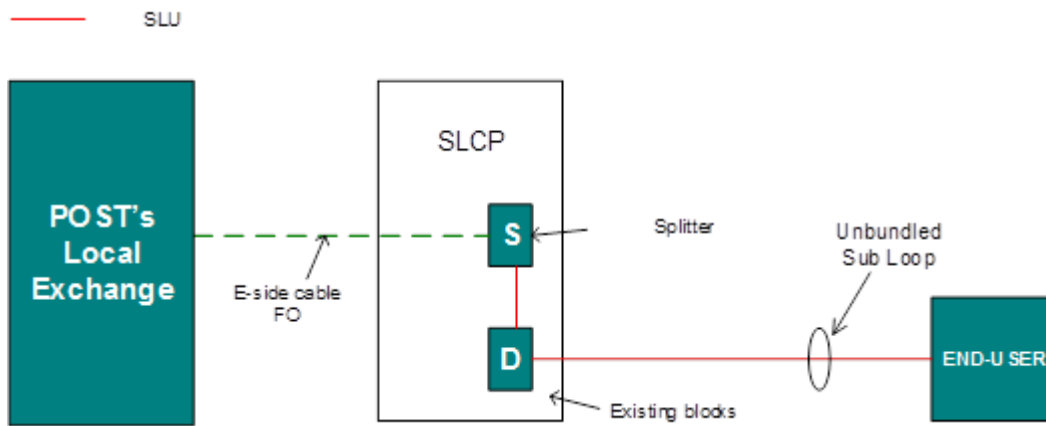 SLU
POST's
Local
Exchange
SLCP
S
Splitter
Unbundled
Sub Loop
E-side cable
FO
D
END-USER
Existing blocks